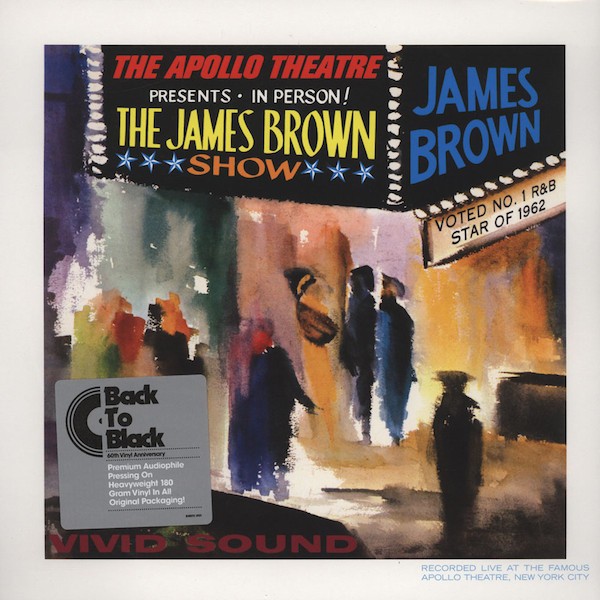 THE APOLLO THEATRE
PRESENTS · IN PERSON!
THE JAMES BROWN
SHOW
JAMES
BROWN
VOTED NO. 1 R&B
STAR OF 1962
Back
To
Black
60th Vinyl Anniversary
Premium Audiophile
Pressing On
Heavyweight 180
Gram Vinyl In All
Original Packaging!
VIVID SOUND
RECORDED LIVE AT THE FAMOUS
APOLLO THEATRE, NEW YORK CITY